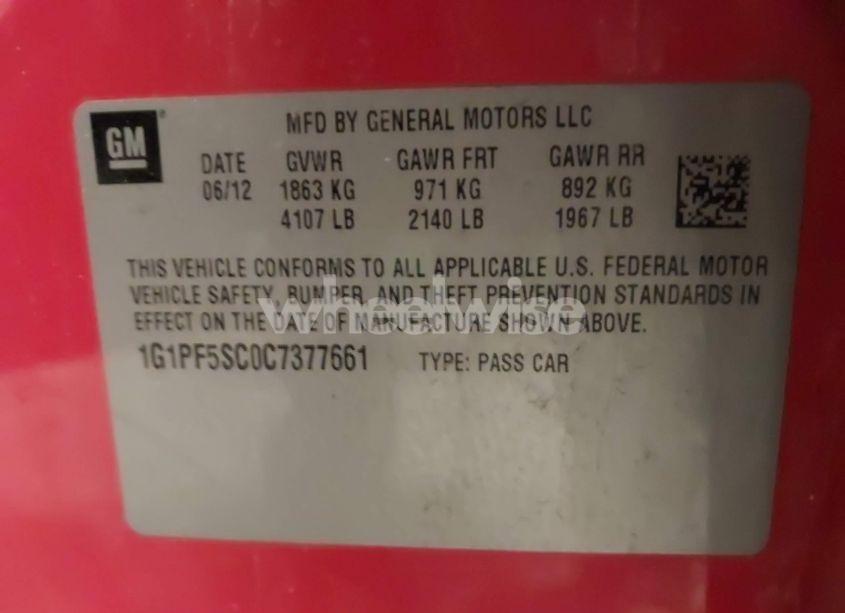 GM
MFD BY GENERAL MOTORS LLC
DATE GVWR GAWR FRT GAWR RR
06/12 1863 KG 971 KG 892 KG
4107 LB 2140 LB 1967 LB
THIS VEHICLE CONFORMS TO ALL APPLICABLE U.S. FEDERAL MOTOR
VEHICLE SAFETY, BUMPER, AND THEFT PREVENTION STANDARDS IN
wheelwise
EFFECT ON THE DATE OF MANUFACTURE SHOWN ABOVE.
1G1PF5SC0C7377661 TYPE: PASS CAR